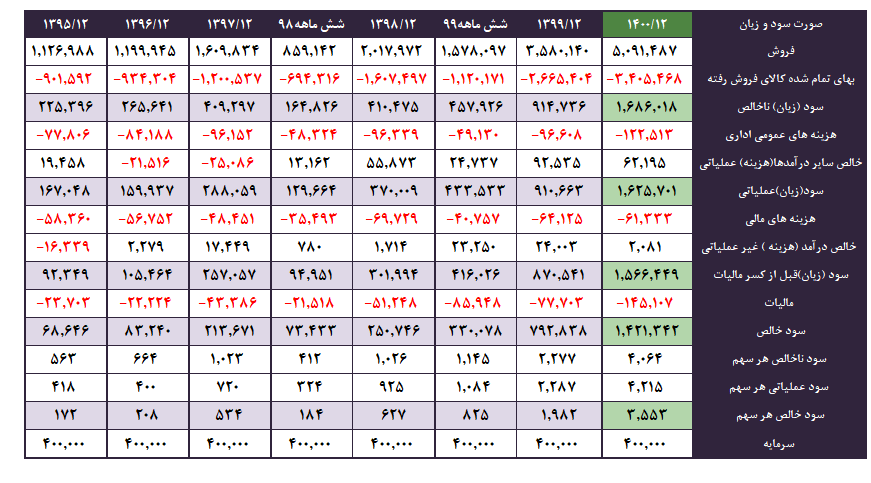 صورت سود و زیان ۱۴۰۰/۱۲ ۱۳۹۹/۱۲ شش ماهه۹۹ ۱۳۹۸/۱۲ شش ماهه۹۸ ۱۳۹۷/۱۲ ۱۳۹۶/۱۲ ۱۳۹۵/۱۲
فروش ۵,۰۹۱,۴۸۷ ۳,۵۸۰,۱۴۰ ۱,۵۷۸,۰۹۷ ۲,۰۱۷,۹۷۲ ۸۵۹,۱۴۲ ۱,۶۰۹,۸۳۴ ۱,۱۹۹,۹۴۵ ۱,۱۲۶,۹۸۸
بهای تمام شده کالای فروش رفته -۳,۴۰۵,۴۶۸ -۲,۶۶۵,۴۰۴ -۱,۱۲۰,۱۷۱ -۱,۶۰۷,۴۹۷ -۶۹۴,۳۱۶ -۱,۲۰۰,۵۳۷ -۹۳۴,۳۰۴ -۹۰۱,۵۹۲
سود (زیان) ناخالص ۱,۶۸۶,۰۱۸ ۹۱۴,۷۳۶ ۴۵۷,۹۲۶ ۴۱۰,۴۷۵ ۱۶۴,۸۲۶ ۴۰۹,۲۹۷ ۲۶۵,۶۴۱ ۲۲۵,۳۹۶
هزینه های عمومی اداری -۱۲۲,۵۱۳ -۹۶,۶۰۸ -۴۹,۱۳۰ -۹۶,۳۳۹ -۴۸,۳۲۴ -۹۶,۱۵۲ -۸۴,۱۸۸ -۷۷,۸۰۶
خالص سایر درآمدها(هزینه) عملیاتی ۶۲,۱۹۵ ۹۲,۵۳۵ ۲۴,۷۳۷ ۵۵,۸۷۳ ۱۳,۱۶۲ -۲۵,۰۸۶ -۲۱,۵۱۶ ۱۹,۴۵۸
سود(زیان)عملیاتی ۱,۶۲۵,۷۰۱ ۹۱۰,۶۶۳ ۴۳۳,۵۳۳ ۳۷۰,۰۰۹ ۱۲۹,۶۶۴ ۲۸۸,۰۵۹ ۱۵۹,۹۳۷ ۱۶۷,۰۴۸
هزینه های مالی -۶۱,۳۳۳ -۶۴,۱۲۵ -۴۰,۷۵۷ -۶۹,۷۲۹ -۳۵,۴۹۳ -۴۸,۴۵۱ -۵۶,۷۵۲ -۵۸,۳۶۰
خالص درآمد (هزینه ) غیر عملیاتی ۲,۰۸۱ ۲۴,۰۰۳ ۲۳,۲۵۰ ۱,۷۱۴ ۷۸۰ ۱۷,۴۴۹ ۲,۲۷۹ -۱۶,۳۳۹
سود (زیان)قبل از کسر مالیات ۱,۵۶۶,۴۴۹ ۸۷۰,۵۴۱ ۴۱۶,۰۲۶ ۳۰۱,۹۹۴ ۹۴,۹۵۱ ۲۵۷,۰۵۷ ۱۰۵,۴۶۴ ۹۲,۳۴۹
مالیات -۱۴۵,۱۰۷ -۷۷,۷۰۳ -۸۵,۹۴۸ -۵۱,۲۴۸ -۲۱,۵۱۸ -۴۳,۳۸۶ -۲۲,۲۲۴ -۲۳,۷۰۳
سود خالص ۱,۴۲۱,۳۴۲ ۷۹۲,۸۳۸ ۳۳۰,۰۷۸ ۲۵۰,۷۴۶ ۷۳,۴۳۳ ۲۱۳,۶۷۱ ۸۳,۲۴۰ ۶۸,۶۴۶
سود ناخالص هر سهم ۴,۰۶۴ ۲,۲۷۷ ۱,۱۴۵ ۱,۰۲۶ ۴۱۲ ۱,۰۲۳ ۶۶۴ ۵۶۳
سود عملیاتی هر سهم ۴,۲۱۵ ۲,۲۸۷ ۱,۰۸۴ ۹۲۵ ۳۲۴ ۷۲۰ ۴۰۰ ۴۱۸
سود خالص هر سهم ۳,۵۵۳ ۱,۹۸۲ ۸۲۵ ۶۲۷ ۱۸۴ ۵۳۴ ۲۰۸ ۱۷۲
سرمایه ۴۰۰,۰۰۰ ۴۰۰,۰۰۰ ۴۰۰,۰۰۰ ۴۰۰,۰۰۰ ۴۰۰,۰۰۰ ۴۰۰,۰۰۰ ۴۰۰,۰۰۰ ۴۰۰,۰۰۰